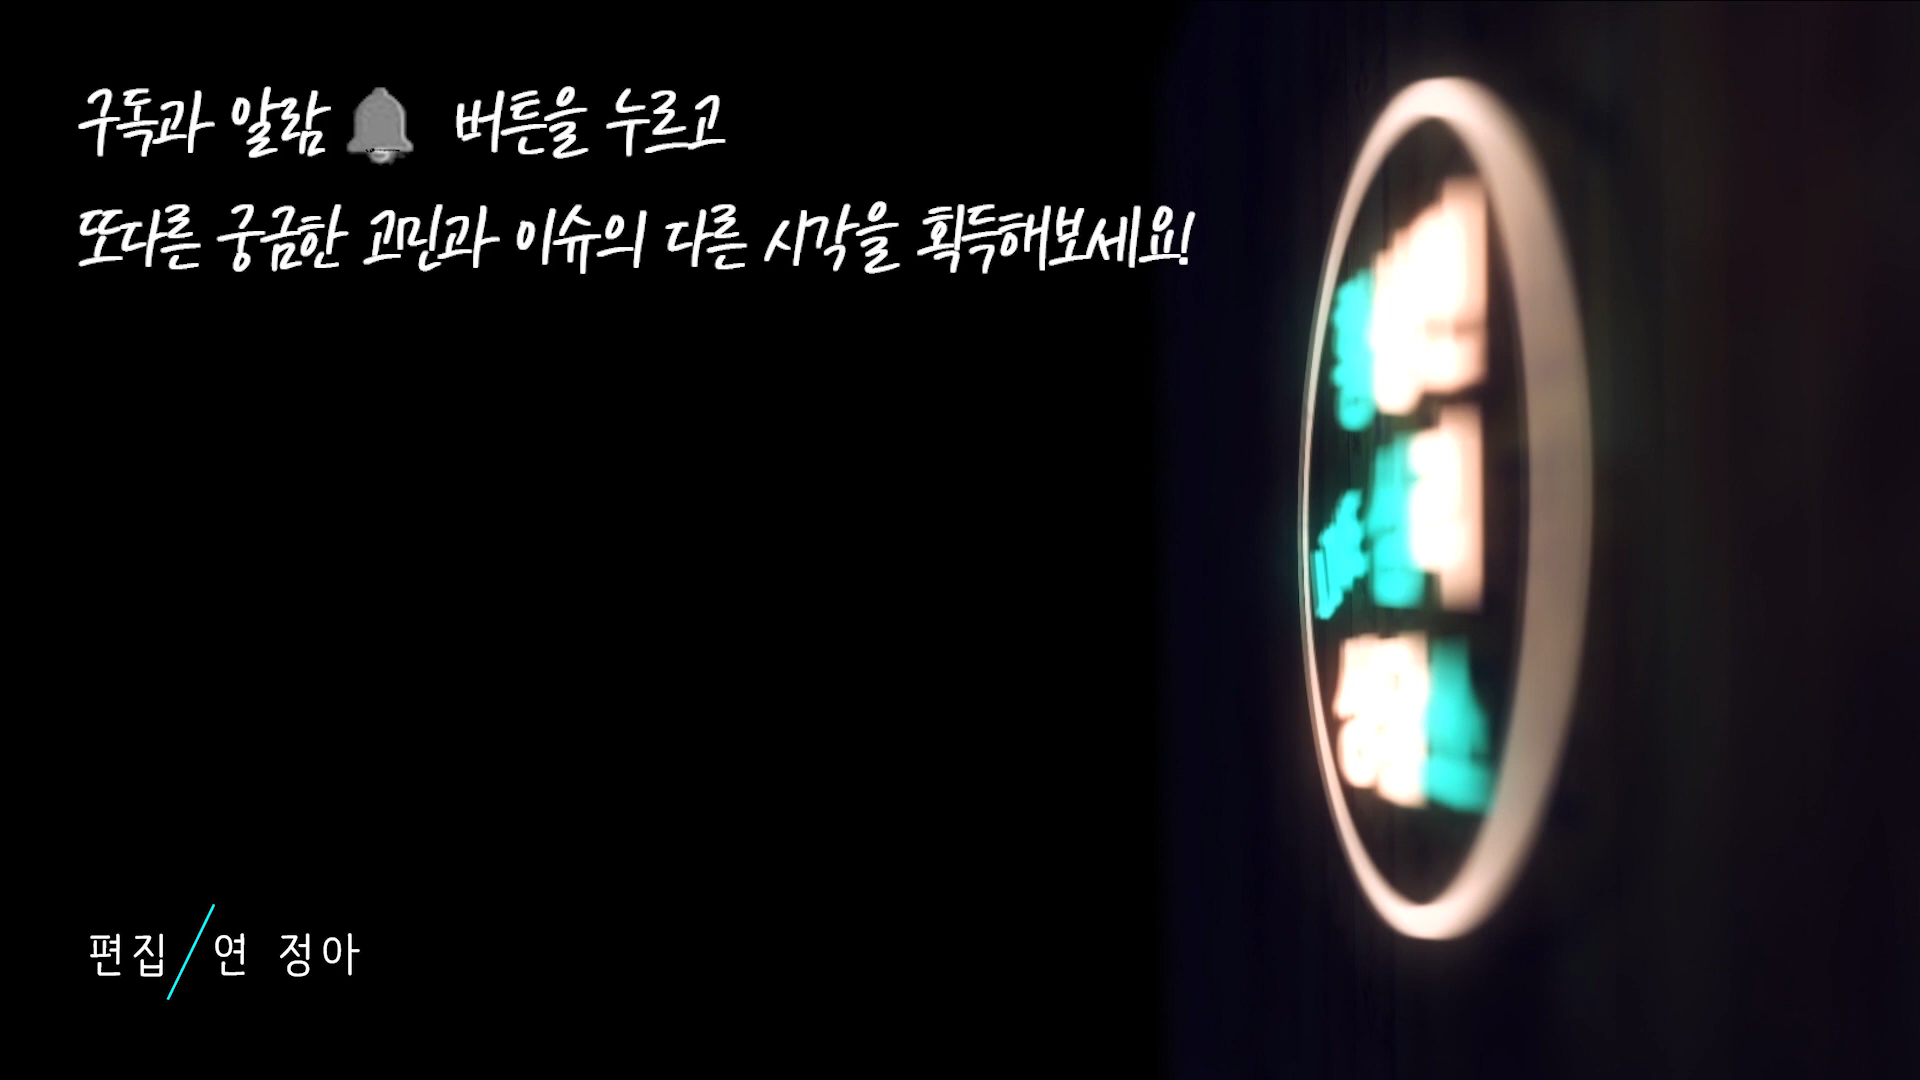 구독과 알람 버튼을 누르고
또다른 궁금한 고민과 이슈의 다른 시각을 획득해보세요!
편집/연 정아